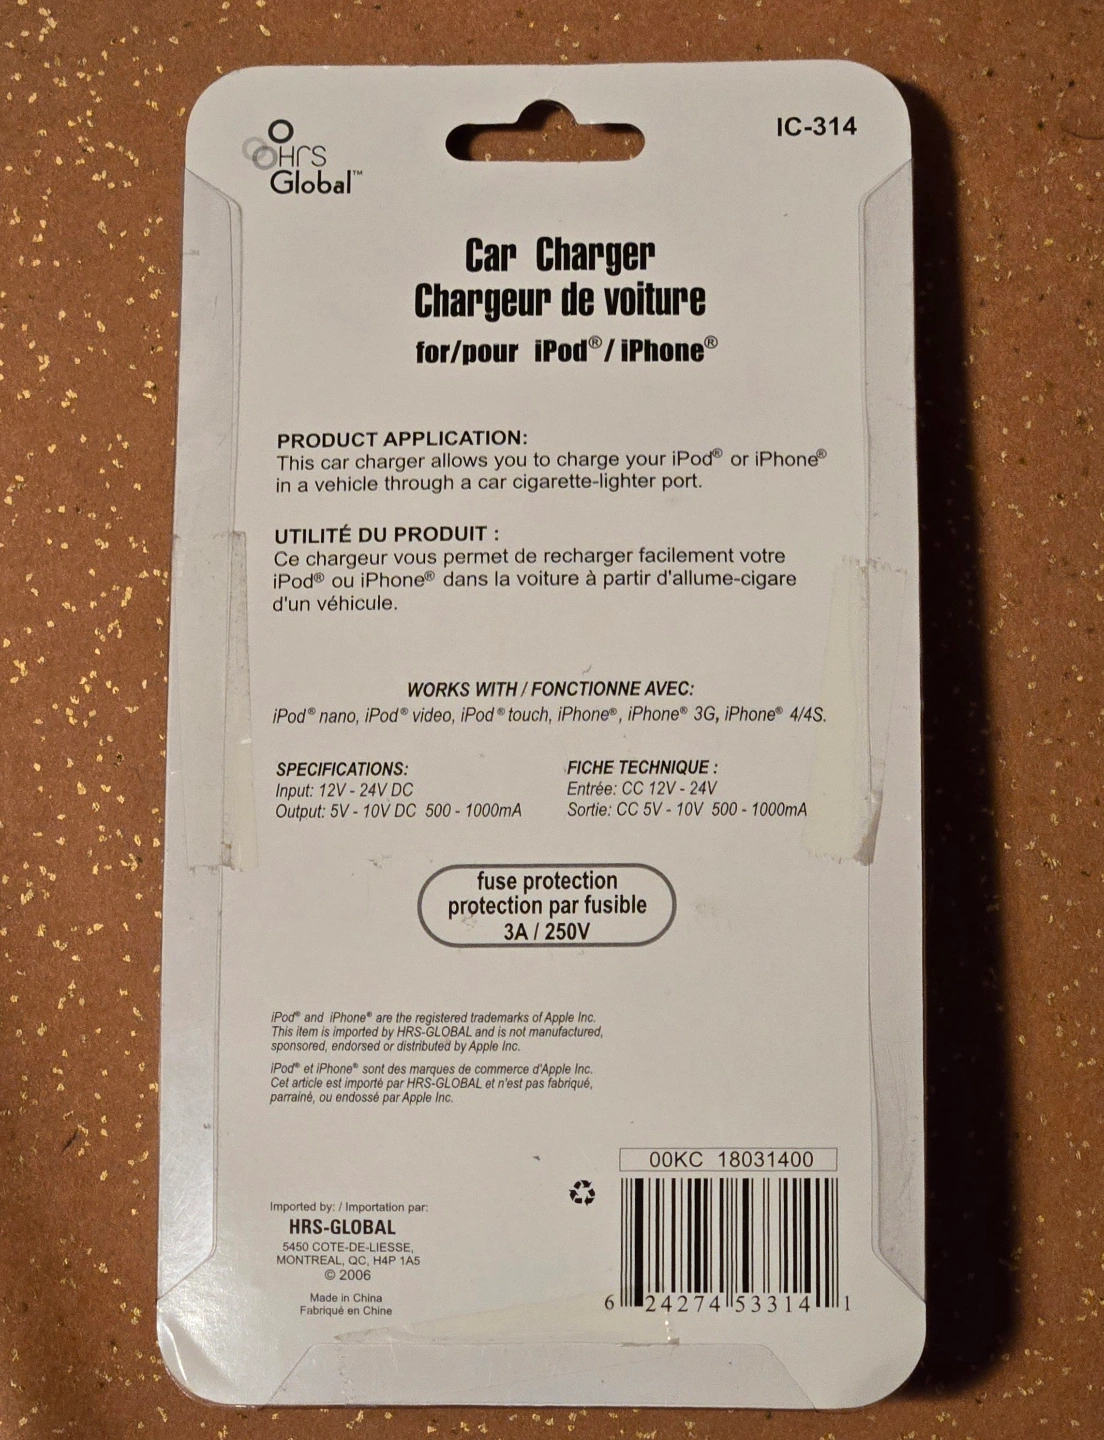 HRS
Global™
IC-314
Car Charger
Chargeur de voiture
for/pour iPod®/iPhone®
PRODUCT APPLICATION:
This car charger allows you to charge your iPod® or iPhone®
in a vehicle through a car cigarette-lighter port.
UTILITÉ DU PRODUIT :
Ce chargeur vous permet de recharger facilement votre
iPod® ou iPhone® dans la voiture à partir d'allume-cigare
d'un véhicule.
WORKS WITH / FONCTIONNE AVEC:
iPod® nano, iPod® video, iPod® touch, iPhone®, iPhone® 3G, iPhone® 4/4S.
SPECIFICATIONS:
Input: 12V - 24V DC
Output: 5V - 10V DC 500 - 1000mA
FICHE TECHNIQUE :
Entrée: CC 12V - 24V
Sortie: CC 5V - 10V 500 - 1000mA
fuse protection
protection par fusible
3A / 250V
iPod® and iPhone® are the registered trademarks of Apple Inc.
This item is imported by HRS-GLOBAL and is not manufactured,
sponsored, endorsed or distributed by Apple Inc.
iPod® et iPhone® sont des marques de commerce d'Apple Inc.
Cet article est importé par HRS-GLOBAL et n'est pas fabriqué,
parrainé, ou endossé par Apple Inc.
Imported by: / Importation par:
HRS-GLOBAL
5450 COTE-DE-LIESSE,
MONTREAL, QC, H4P 1A5
© 2006
Made in China
Fabriqué en Chine
00KC 18031400
6 24274 53314 1